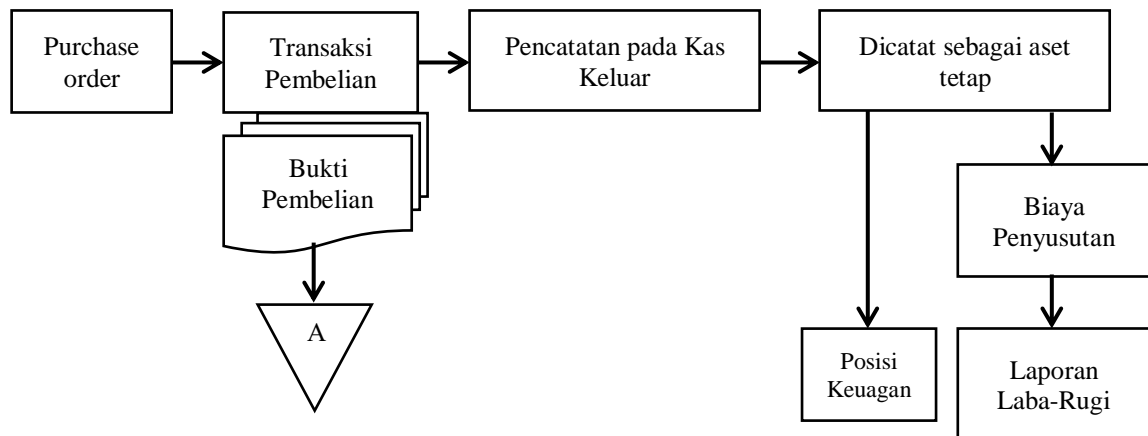 Purchase
order
Transaksi
Pembelian
Pencatatan pada Kas
Keluar
Dicatat sebagai aset
tetap
Bukti
Pembelian
Biaya
Penyusutan
A
Posisi
Keuagan
Laporan
Laba-Rugi